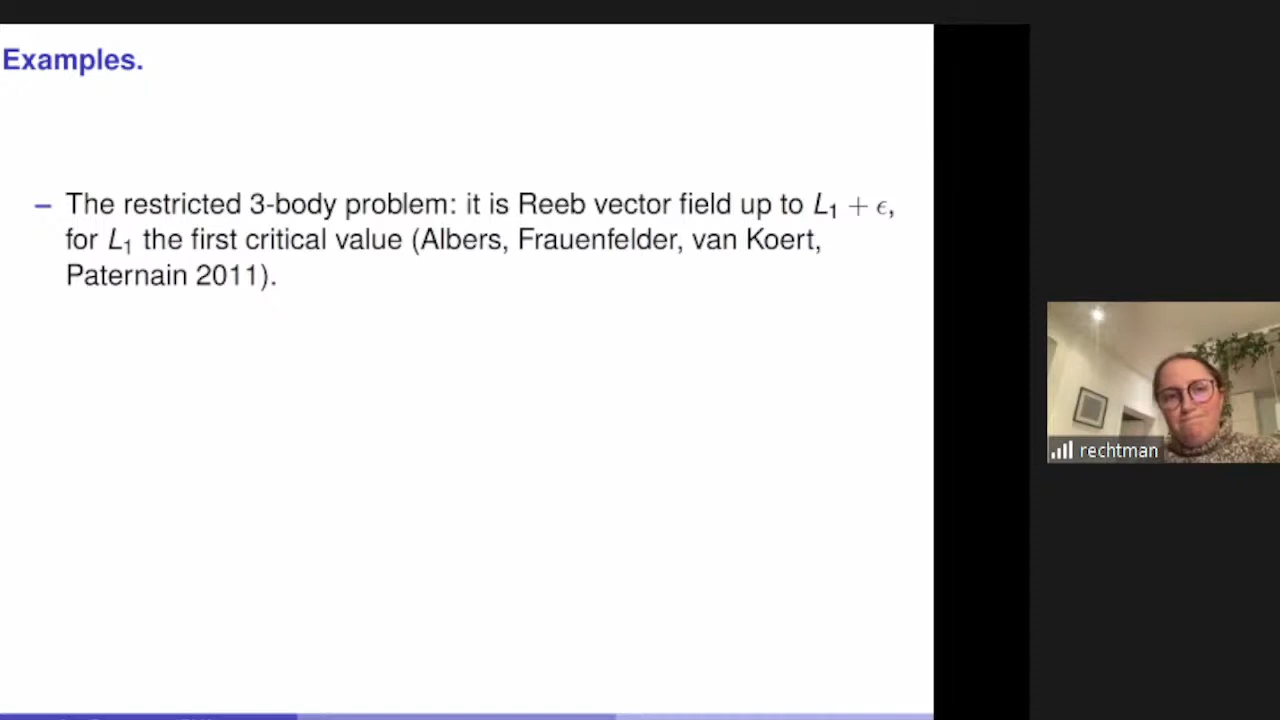 Examples.
– The restricted 3-body problem: it is Reeb vector field up to L₁ + ϵ,
for L₁ the first critical value (Albers, Frauenfelder, van Koert,
Paternain 2011).
rechtman